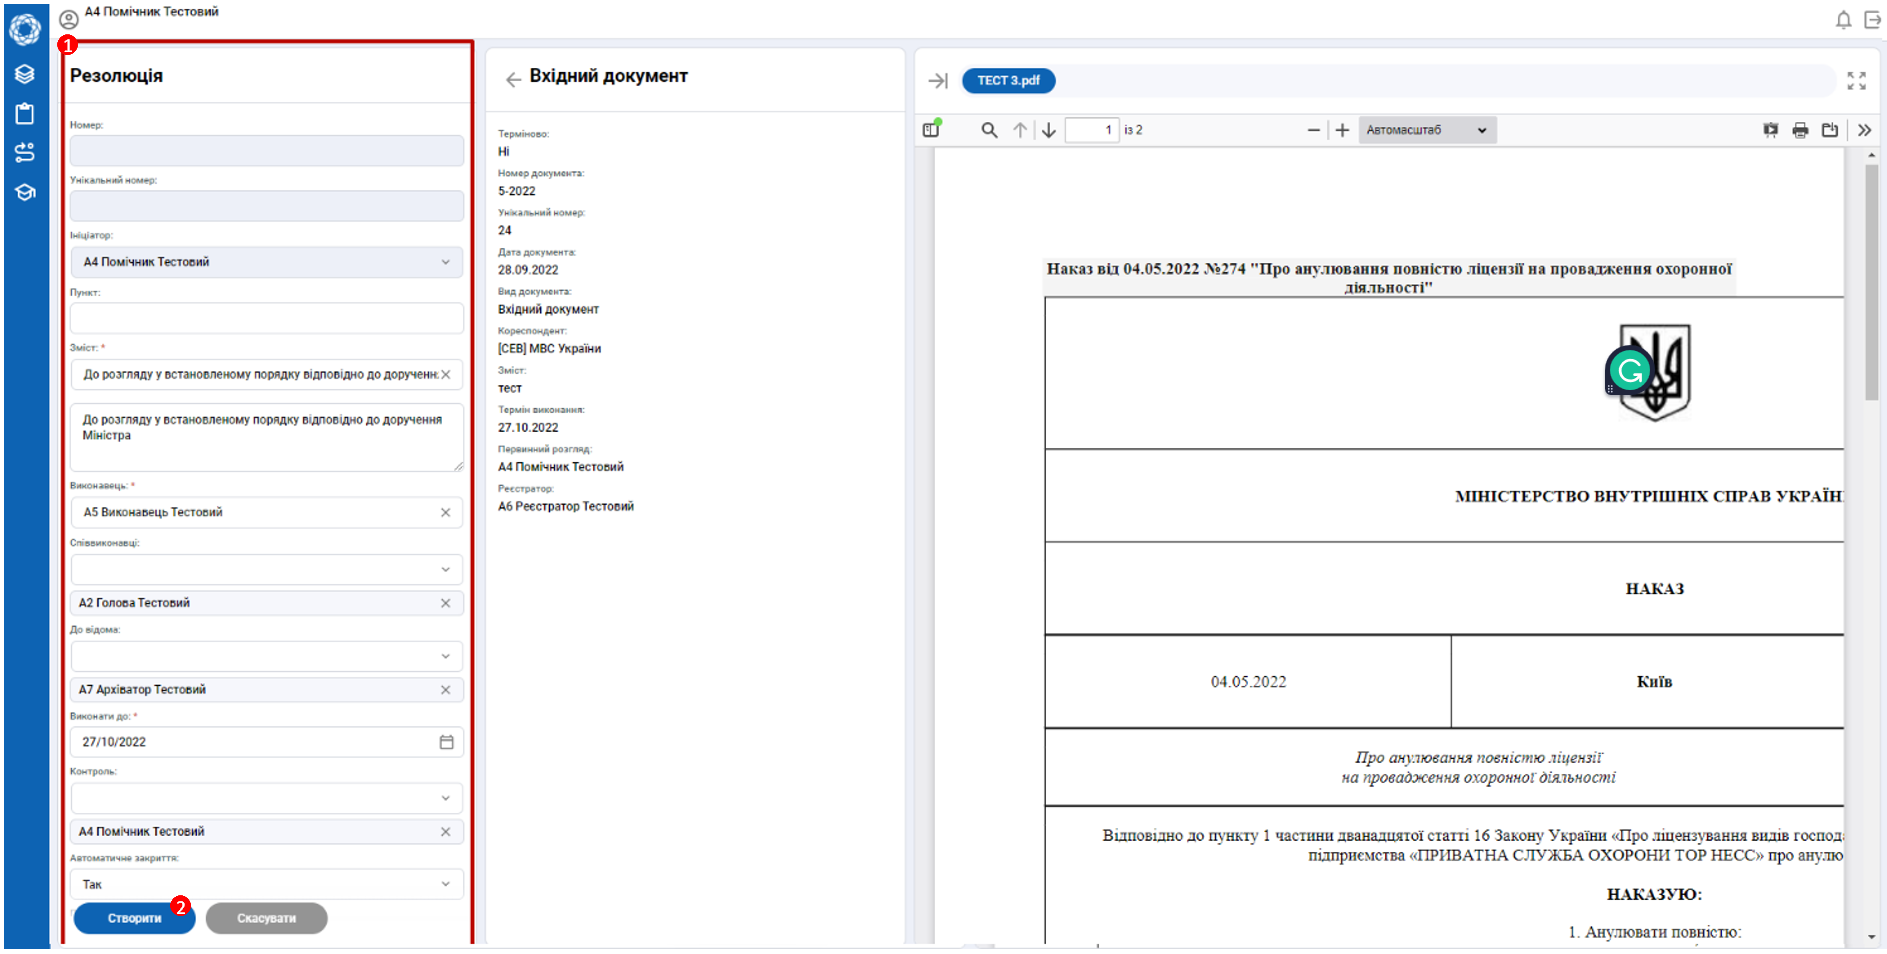 А4 Помічник Тестовий
1
Резолюція
Номер:
Унікальний номер:
Ініціатор:
А4 Помічник Тестовий
Пункт:
Зміст: *
До розгляду у встановленому порядку відповідно до
До розгляду у встановленому порядку відповідно до доручення
Міністра
Виконавець: *
А5 Виконавець Тестовий
Співвиконавці:
А2 Голова Тестовий
До відома:
А7 Архіватор Тестовий
Виконати до: *
27/10/2022
Контроль:
А4 Помічник Тестовий
Автоматичне закриття:
Так
Створити
2
Скасувати
Вхідний документ
Терміново:
Ні
Номер документа:
5-2022
Унікальний номер:
24
Дата документа:
28.09.2022
Вид документа:
Вхідний документ
Кореспондент:
[СЕВ] МВС України
Зміст:
тест
Термін виконання:
27.10.2022
Первинний розгляд:
А4 Помічник Тестовий
Реєстратор:
А6 Реєстратор Тестовий
ТЕСТ 3.pdf
1 із 2
Автомасштаб
Наказ від 04.05.2022 №274 "Про анулювання повністю ліцензії на провадження охоронної
діяльності"
МІНІСТЕРСТВО ВНУТРІШНІХ СПРАВ
НАКАЗ
04.05.2022
Київ
Про анулювання повністю ліцензії
на провадження охоронної діяльності
Відповідно до пункту 1 частини дванадцятої статті 16 Закону України «Про ліцензування видів
підприємства «ПРИВАТНА СЛУЖБА ОХОРОНИ ТОР НЕСС» про
НАКАЗУЮ:
1. Анулювати повністю: